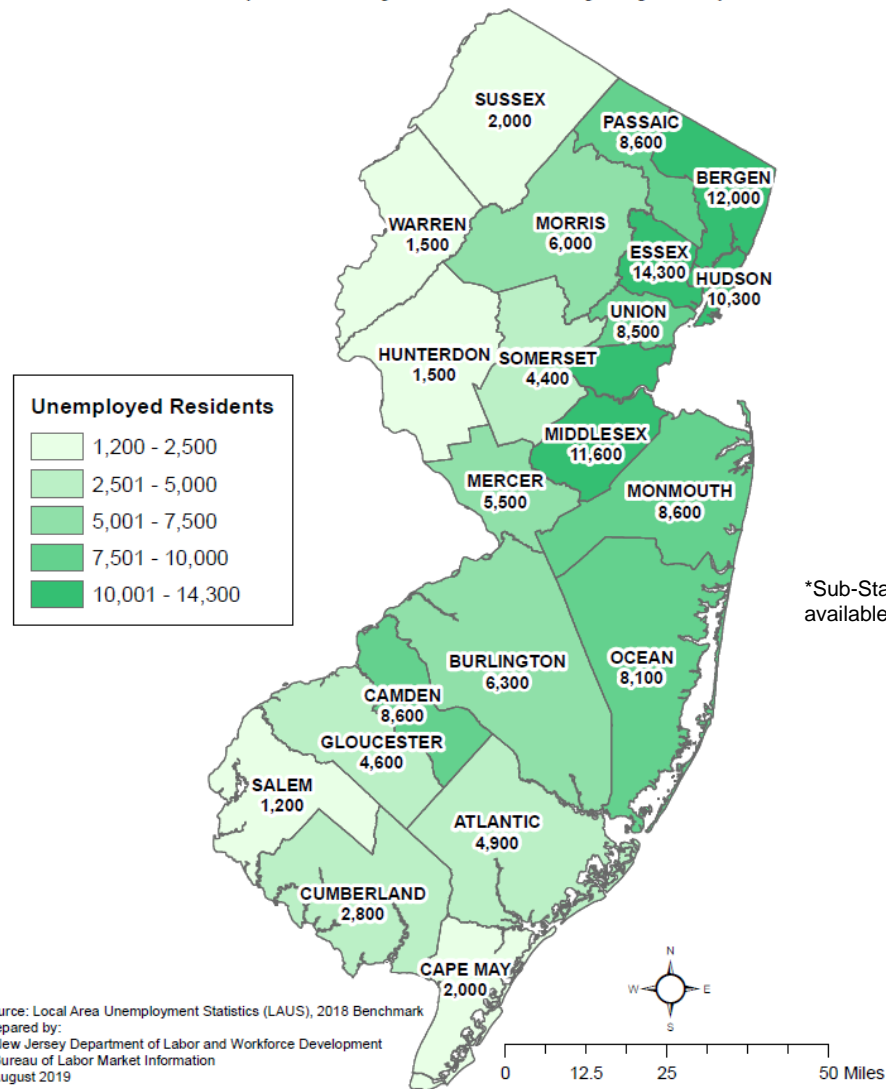 SUSSEX
2,000
PASSAIC
8,600
BERGEN
12,000
WARREN
1,500
MORRIS
6,000
ESSEX
14,300
HUDSON
10,300
UNION
8,500
HUNTERDON
1,500
SOMERSET
4,400
MIDDLESEX
11,600
MERCER
5,500
MONMOUTH
8,600
Unemployed Residents
1,200 - 2,500
2,501 - 5,000
5,001 - 7,500
7,501 - 10,000
10,001 - 14,300
*Sub-Sta
available
BURLINGTON
6,300
OCEAN
8,100
CAMDEN
8,600
GLOUCESTER
4,600
SALEM
1,200
ATLANTIC
4,900
CUMBERLAND
2,800
CAPE MAY
2,000
N
W
E
S
urce: Local Area Unemployment Statistics (LAUS), 2018 Benchmark
epared by:
ew Jersey Department of Labor and Workforce Development
ureau of Labor Market Information
ugust 2019
0 12.5 25 50 Miles